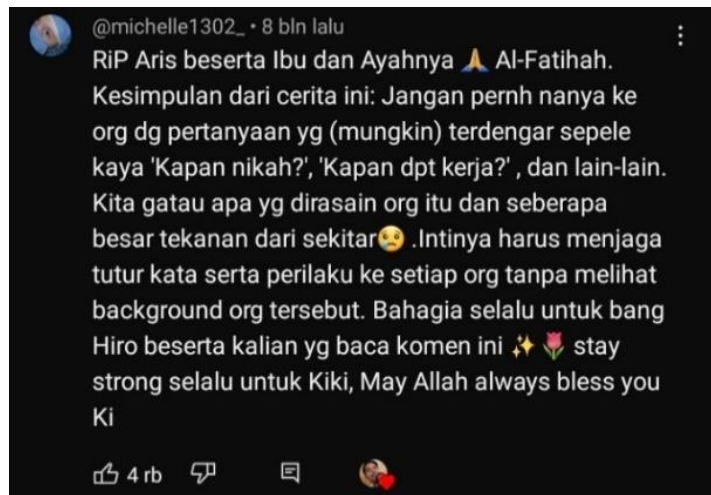 @michelle1302_ • 8 bln lalu
RiP Aris beserta Ibu dan Ayahnya 🙏 Al-Fatihah.
Kesimpulan dari cerita ini: Jangan pernh nanya ke
org dg pertanyaan yg (mungkin) terdengar sepele
kaya 'Kapan nikah?', 'Kapan dpt kerja?' , dan lain-lain.
Kita gatau apa yg dirasain org itu dan seberapa
besar tekanan dari sekitar😢 .Intinya harus menjaga
tutur kata serta perilaku ke setiap org tanpa melihat
background org tersebut. Bahagia selalu untuk bang
Hiro beserta kalian yg baca komen ini ✨🌷 stay
strong selalu untuk Kiki, May Allah always bless you
Ki
4 rb